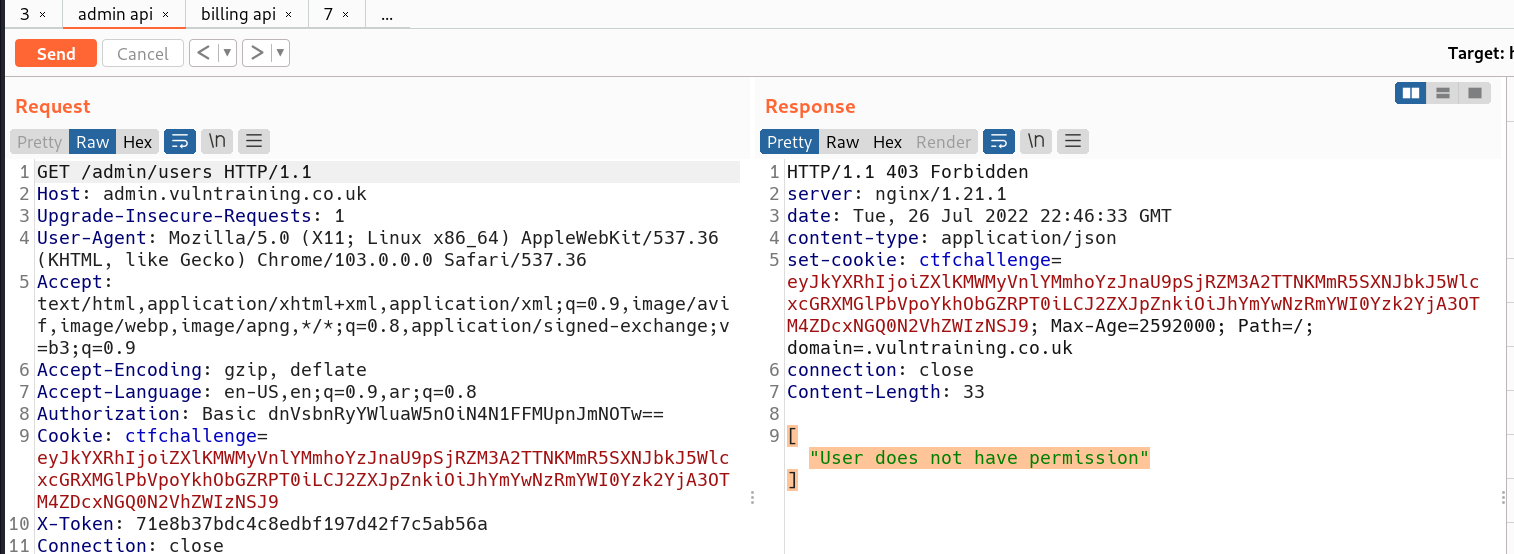 3 × admin api × billing api × 7 × ...
Send Cancel < >
Target: h
Request
Pretty Raw Hex \n
1 GET /admin/users HTTP/1.1
2 Host: admin.vulntraining.co.uk
3 Upgrade-Insecure-Requests: 1
4 User-Agent: Mozilla/5.0 (X11; Linux x86_64) AppleWebKit/537.36
(KHTML, like Gecko) Chrome/103.0.0.0 Safari/537.36
5 Accept:
text/html,application/xhtml+xml,application/xml;q=0.9,image/avi
f,image/webp,image/apng,*/*;q=0.8,application/signed-exchange;v
=b3;q=0.9
6 Accept-Encoding: gzip, deflate
7 Accept-Language: en-US,en;q=0.9,ar;q=0.8
8 Authorization: Basic dnVsbnRyYWluaW5nOiN4N1FFMUpnJmNOTw==
9 Cookie: ctfchallenge=
eyJkYXRhIjoiZXlKMWMyVnlYMmhoYzJnaU9pSjRZM3A2TTNKMmR5SXNJbkJ5Wlc
xcGRXMGlPbVpoYkhObGZRPT0iLCJ2ZXJpZnkiOiJhYmYwNzRmYWI0Yzk2YjA3OT
M4ZDcxNGQ0N2VhZWIzNSJ9
10 X-Token: 71e8b37bdc4c8edbf197d42f7c5ab56a
11 Connection: close
Response
Pretty Raw Hex Render \n
1 HTTP/1.1 403 Forbidden
2 server: nginx/1.21.1
3 date: Tue, 26 Jul 2022 22:46:33 GMT
4 content-type: application/json
5 set-cookie: ctfchallenge=
eyJkYXRhIjoiZXlKMWMyVnlYMmhoYzJnaU9pSjRZM3A2TTNKMmR5SXNJbkJ5Wlc
xcGRXMGlPbVpoYkhObGZRPT0iLCJ2ZXJpZnkiOiJhYmYwNzRmYWI0Yzk2YjA3OT
M4ZDcxNGQ0N2VhZWIzNSJ9; Max-Age=2592000; Path=/;
domain=.vulntraining.co.uk
6 connection: close
7 Content-Length: 33
8
9 [
"User does not have permission"
]